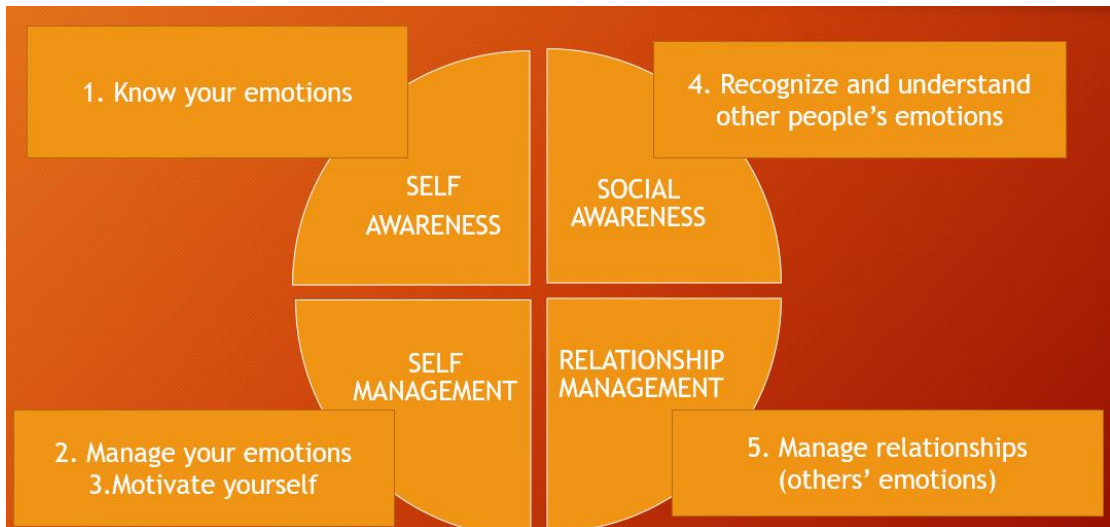 1. Know your emotions
SELF
AWARENESS
4. Recognize and understand
other people’s emotions
SOCIAL
AWARENESS
SELF
MANAGEMENT
2. Manage your emotions
3.Motivate yourself
RELATIONSHIP
MANAGEMENT
5. Manage relationships
(others’ emotions)